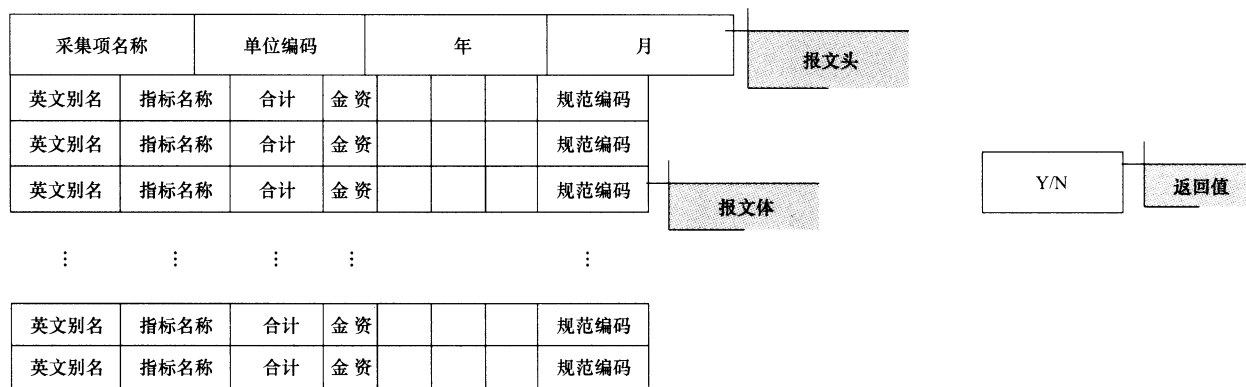 采集项名称 单位编码 年 月
报文头
英文别名 指标名称 合计 金 资 规范编码
英文别名 指标名称 合计 金 资 规范编码
英文别名 指标名称 合计 金 资 规范编码
报文体
Y/N
返回值
⋮ ⋮ ⋮ ⋮ ⋮
英文别名 指标名称 合计 金 资 规范编码
英文别名 指标名称 合计 金 资 规范编码